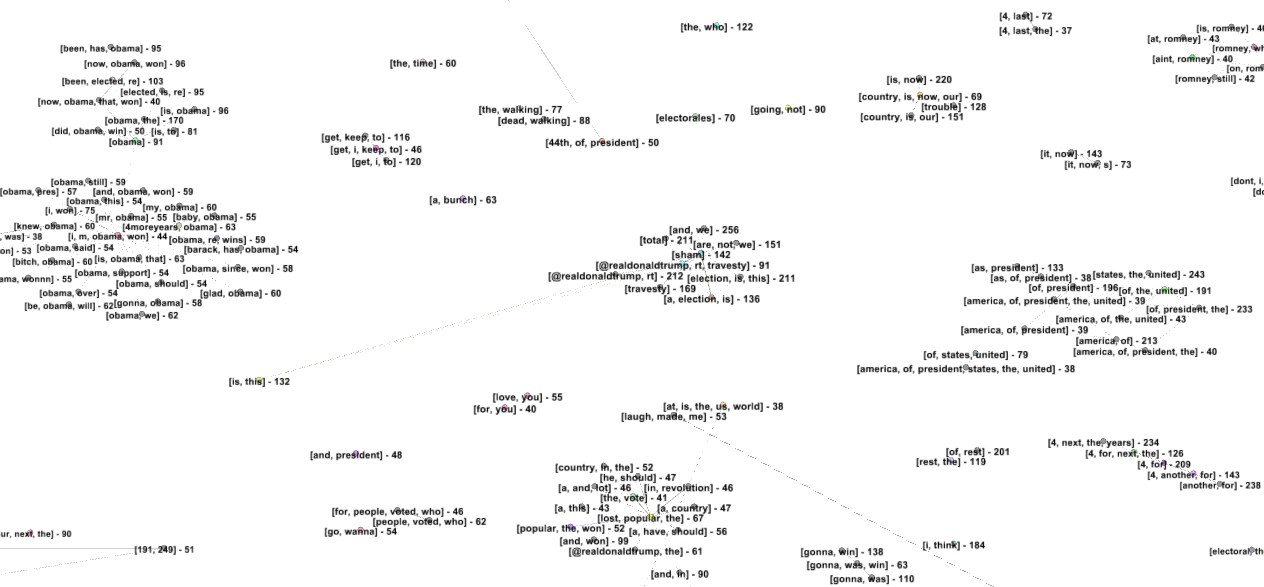 [been, has, obama] - 95
[now, obama, won] - 96
[been, elected, re] - 103
[elected, is, re] - 95
[now, obama, that, won] - 40
[is, obama] - 96
[obama, the] - 170
[did, obama, win] - 50
[is, to] - 81
[obama] - 91
[the, time] - 60
[get, keep, to] - 116
[get, i, keep, to] - 46
[get, i, to] - 120
[the, walking] - 77
[dead, walking] - 88
[44th, of, president] - 50
[the, who] - 122
[electorales] - 70
[going, not] - 90
[4, last] - 72
[4, last, the] - 37
[is, now] - 220
[country, is, now, our] - 69
[trouble] - 128
[country, is, our] - 151
[is, romney] - 4
[at, romney] - 43
[romney, w
[aint, romney] - 40
[on, rom
[romney, still] - 42
[it, now] - 143
[it, now, s] - 73
[dont, i,
[obama, still] - 59
[obama, pres] - 57
[and, obama, won] - 59
[obama, this] - 54
[i, won] - 75
[my, obama] - 60
[mr, obama] - 55
[baby, obama] - 55
[knew, obama] - 60
[4moreyears, obama] - 63
was] - 38
[i, m, obama, won] - 44
[obama, re, wins] - 59
on] - 53
[obama, said] - 54
[barack, has, obama] - 54
[bitch, obama] - 60
[is, obama, that] - 63
[obama, since, won] - 58
ama, wonnn] - 55
[obama, support] - 54
[obama, should] - 54
[obama, over] - 54
[glad, obama] - 60
[be, obama, will] - 62
[gonna, obama] - 58
[obama, we] - 62
[a, bunch] - 63
[and, we] - 256
[total] - 211
[are, not, we] - 151
[sham] - 142
[@realdonaldtrump, rt, travesty] - 91
[@realdonaldtrump, rt] - 212
[election, is, this] - 211
[travesty] - 169
[a, election, is] - 136
[as, president] - 133
[as, of, president] - 38
[states, the, united] - 243
[of, president] - 196
[of, the, united] - 191
[america, of, president, the, united] - 39
[of, president, the] - 233
[america, of, the, united] - 43
[america, of, president] - 39
[america, of] - 213
[america, of, president, the] - 40
[of, states, united] - 79
[america, of, president, states, the, united] - 38
[is, this] - 132
[love, you] - 55
[for, you] - 40
[at, is, the, us, world] - 38
[laugh, made, me] - 53
[and, president] - 48
[of, rest] - 201
[rest, the] - 119
[4, next, the, years] - 234
[4, for, next, the] - 126
[4, for] - 209
[4, another, for] - 143
[another, for] - 238
[country, in, the] - 52
[he, should] - 47
[a, and, lot] - 46
[in, revolution] - 46
[the, vote] - 41
[a, this] - 43
[a, country] - 47
[lost, popular, the] - 67
[popular, the, won] - 52
[a, have, should] - 56
[and, won] - 99
[@realdonaldtrump, the] - 61
[and, in] - 90
[for, people, voted, who] - 46
[people, voted, who] - 62
[go, wanna] - 54
ur, next, the] - 90
[191, 249] - 51
[i, think] - 184
[gonna, win] - 138
[gonna, was, win] - 63
[gonna, was] - 110
[electoral, th